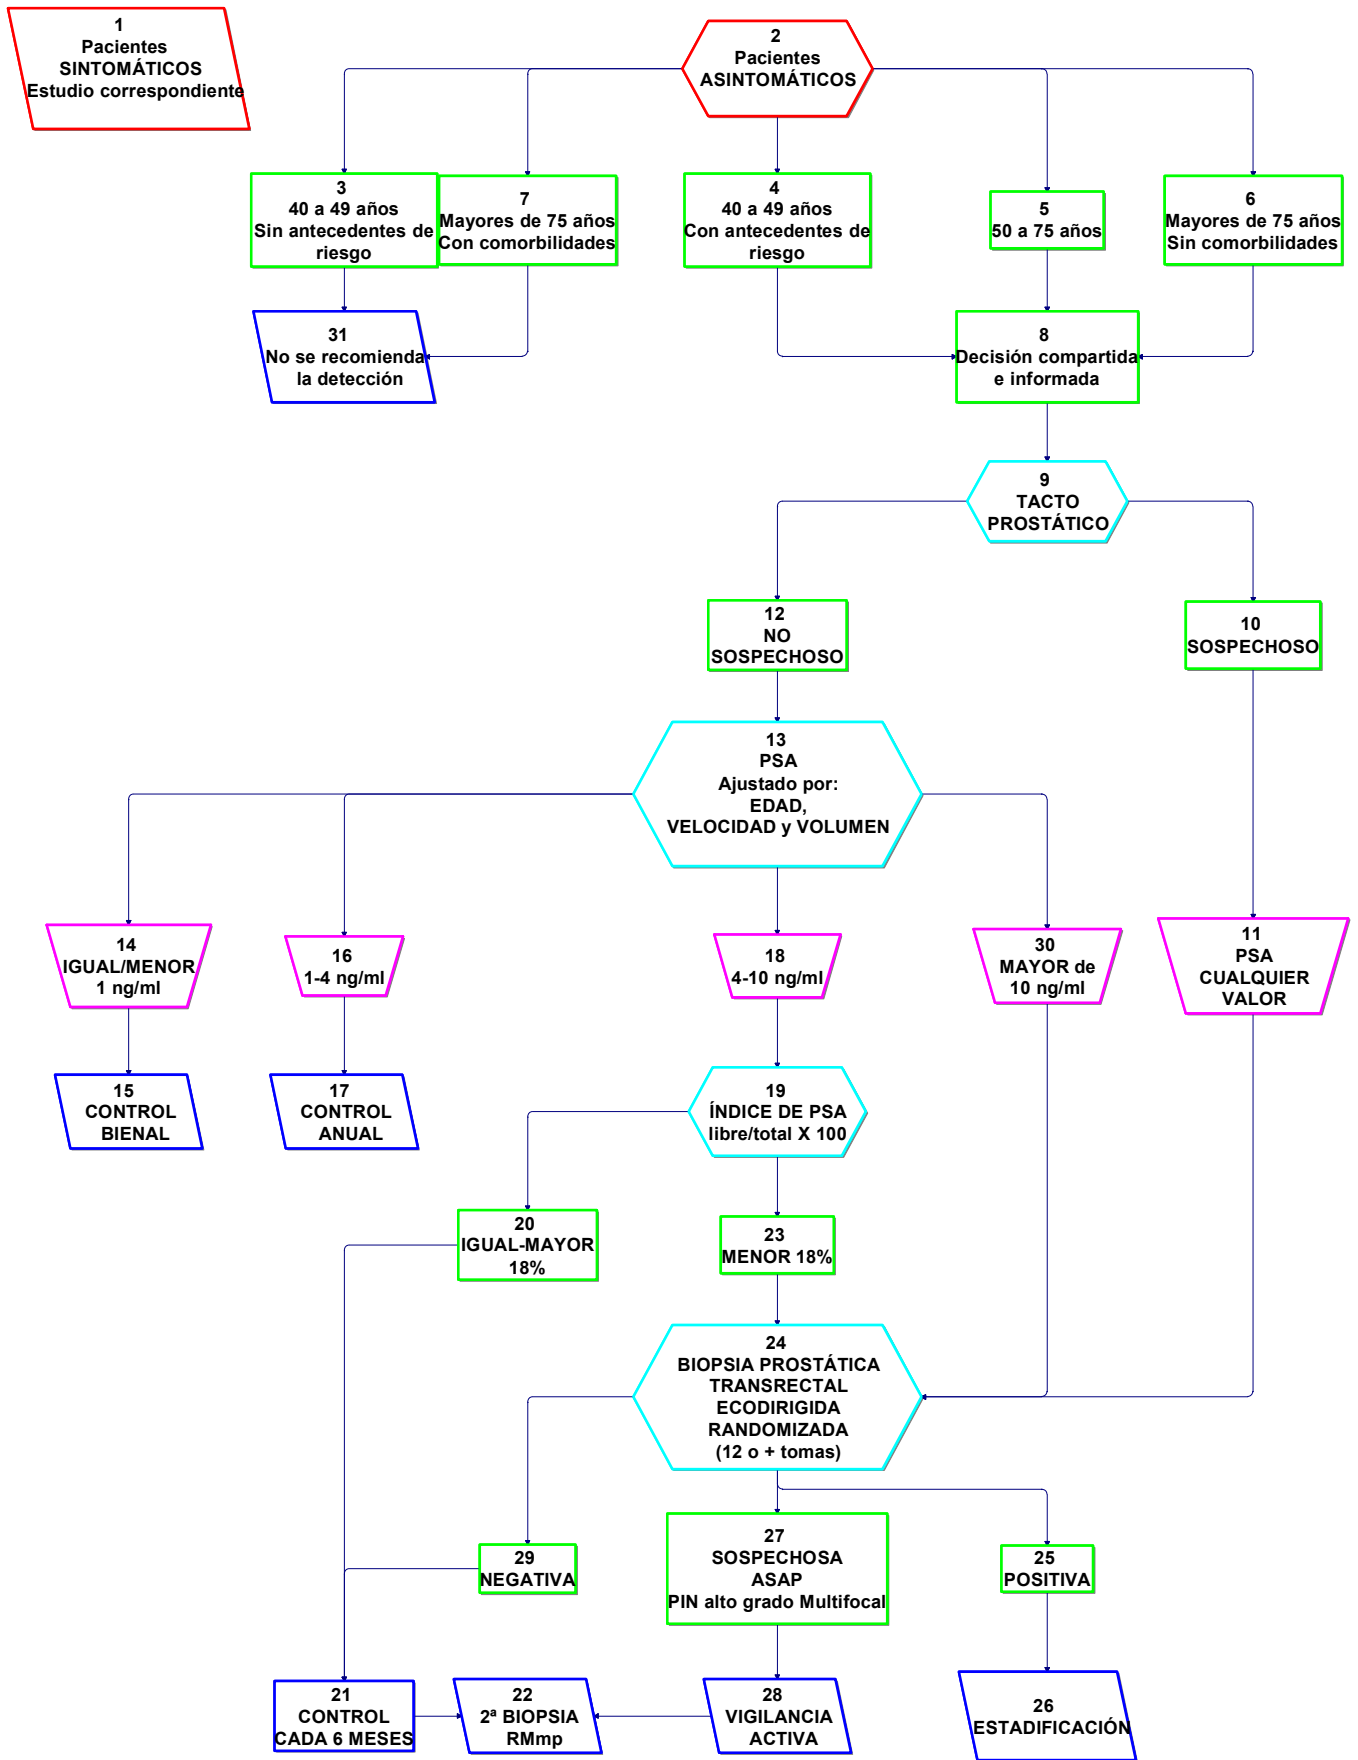 1
Pacientes
SINTOMÁTICOS
Estudio correspondiente
2
Pacientes
ASINTOMÁTICOS
3
40 a 49 años
Sin antecedentes de
riesgo
7
Mayores de 75 años
Con comorbilidades
4
40 a 49 años
Con antecedentes de
riesgo
5
50 a 75 años
6
Mayores de 75 años
Sin comorbilidades
31
No se recomienda
la detección
8
Decisión compartida
e informada
9
TACTO
PROSTÁTICO
12
NO
SOSPECHOSO
10
SOSPECHOSO
13
PSA
Ajustado por:
EDAD,
VELOCIDAD y VOLUMEN
14
IGUAL/MENOR
1 ng/ml
16
1-4 ng/ml
18
4-10 ng/ml
30
MAYOR de
10 ng/ml
11
PSA
CUALQUIER
VALOR
15
CONTROL
BIENAL
17
CONTROL
ANUAL
19
ÍNDICE DE PSA
libre/total X 100
20
IGUAL-MAYOR
18%
23
MENOR 18%
24
BIOPSIA PROSTÁTICA
TRANSRECTAL
ECODIRIGIDA
RANDOMIZADA
(12 o + tomas)
29
NEGATIVA
27
SOSPECHOSA
ASAP
PIN alto grado Multifocal
25
POSITIVA
21
CONTROL
CADA 6 MESES
22
2ª BIOPSIA
RMmp
28
VIGILANCIA
ACTIVA
26
ESTADIFICACIÓN